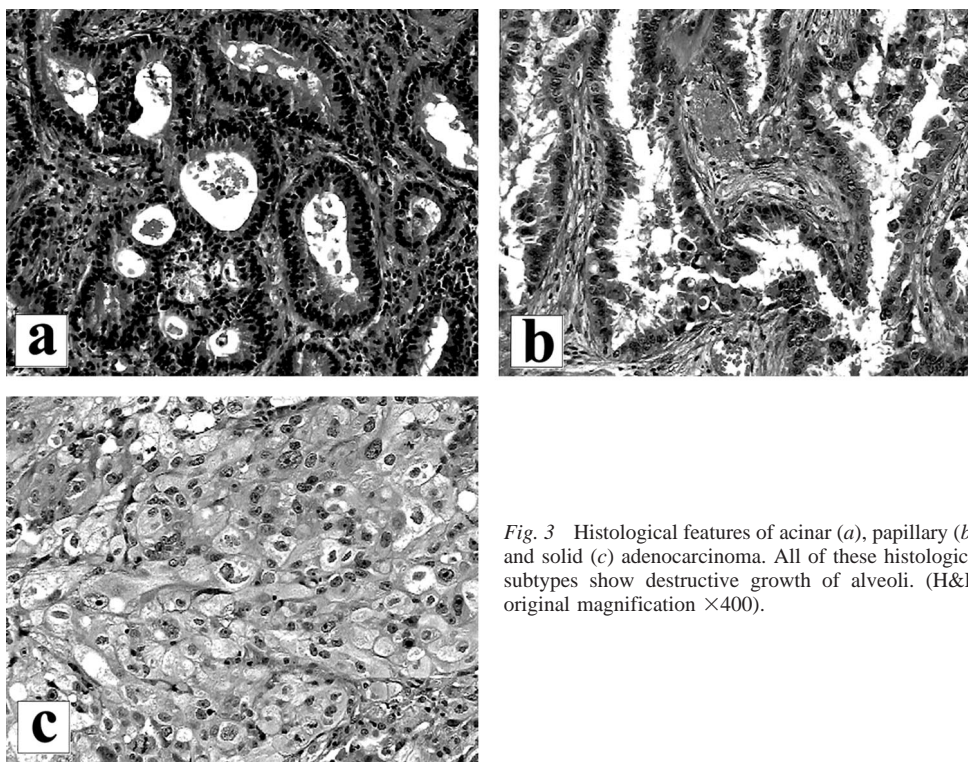 a
b
c
Fig. 3 Histological features of acinar (a), papillary (b
and solid (c) adenocarcinoma. All of these histologic
subtypes show destructive growth of alveoli. (H&
original magnification ×400).